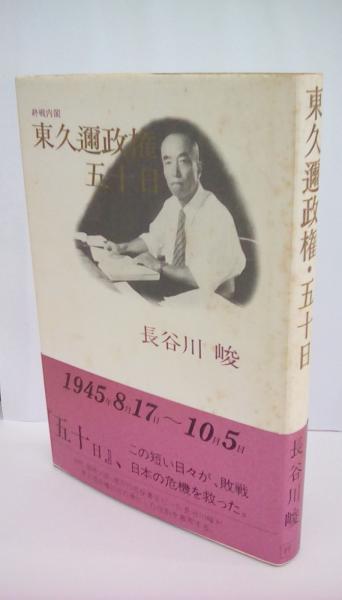 終戦内閣
東久邇政権
五十日
長谷川 峻
1945年8月17日〜10月5日
この短い日々が、敗戦
『五十日』、日本の危機を救った。
東久邇政権・五十日
長谷川峻